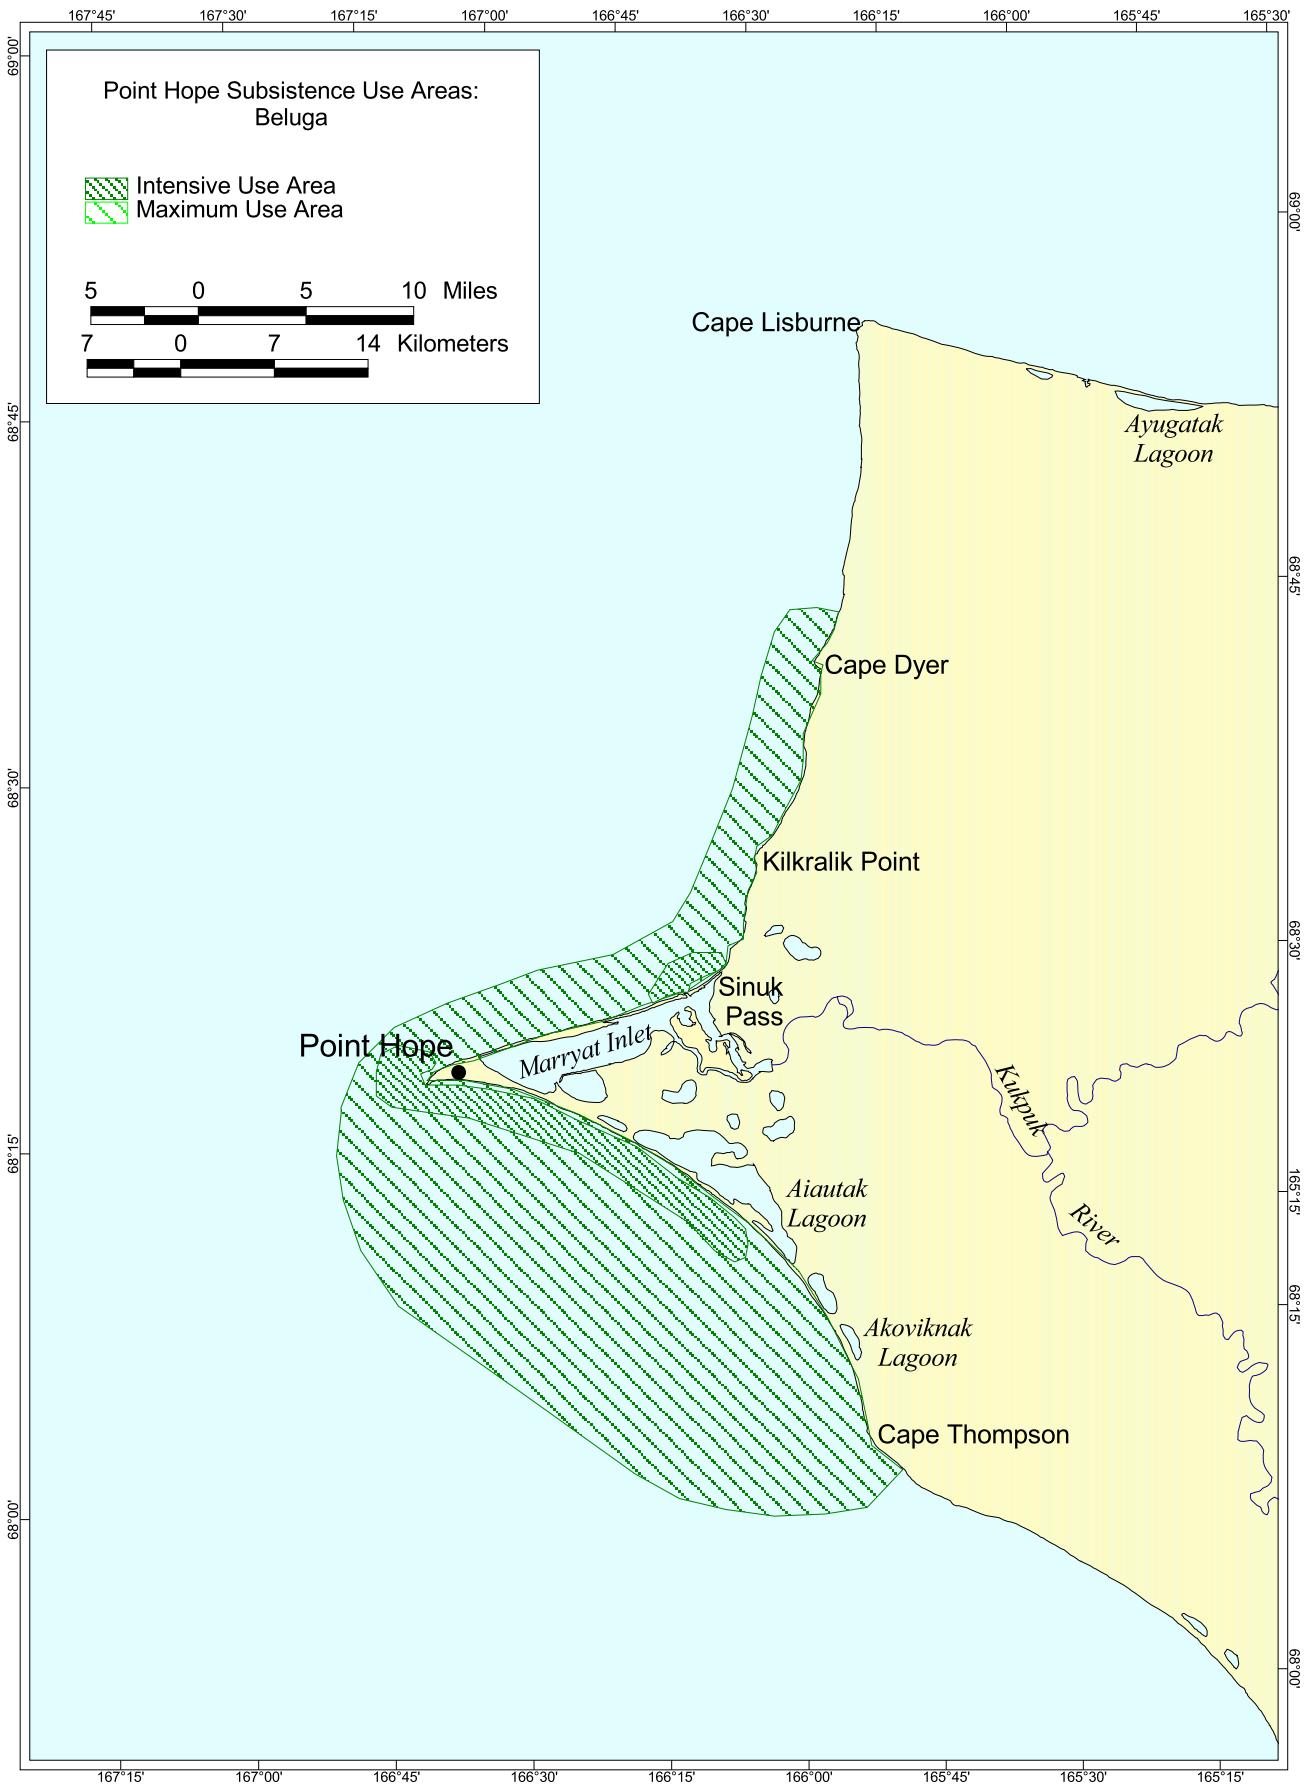 167°45' 167°30' 167°15' 167°00' 166°45' 166°30' 166°15' 166°00' 165°45' 165°30'
69°00'
Point Hope Subsistence Use Areas:
Beluga
Intensive Use Area
Maximum Use Area
5 0 5 10 Miles
7 0 7 14 Kilometers
69°00'
Cape Lisburne
68°45'
Ayugatak
Lagoon
68°45'
Cape Dyer
68°30'
Kilkralik Point
68°30'
Sinuk
Pass
Point Hope
Marryat Inlet
Kukpuk
River
68°15'
Aiautak
Lagoon
165°15'
68°15'
Akoviknak
Lagoon
Cape Thompson
68°00'
68°00'
167°15' 167°00' 166°45' 166°30' 166°15' 166°00' 165°45' 165°30' 165°15'